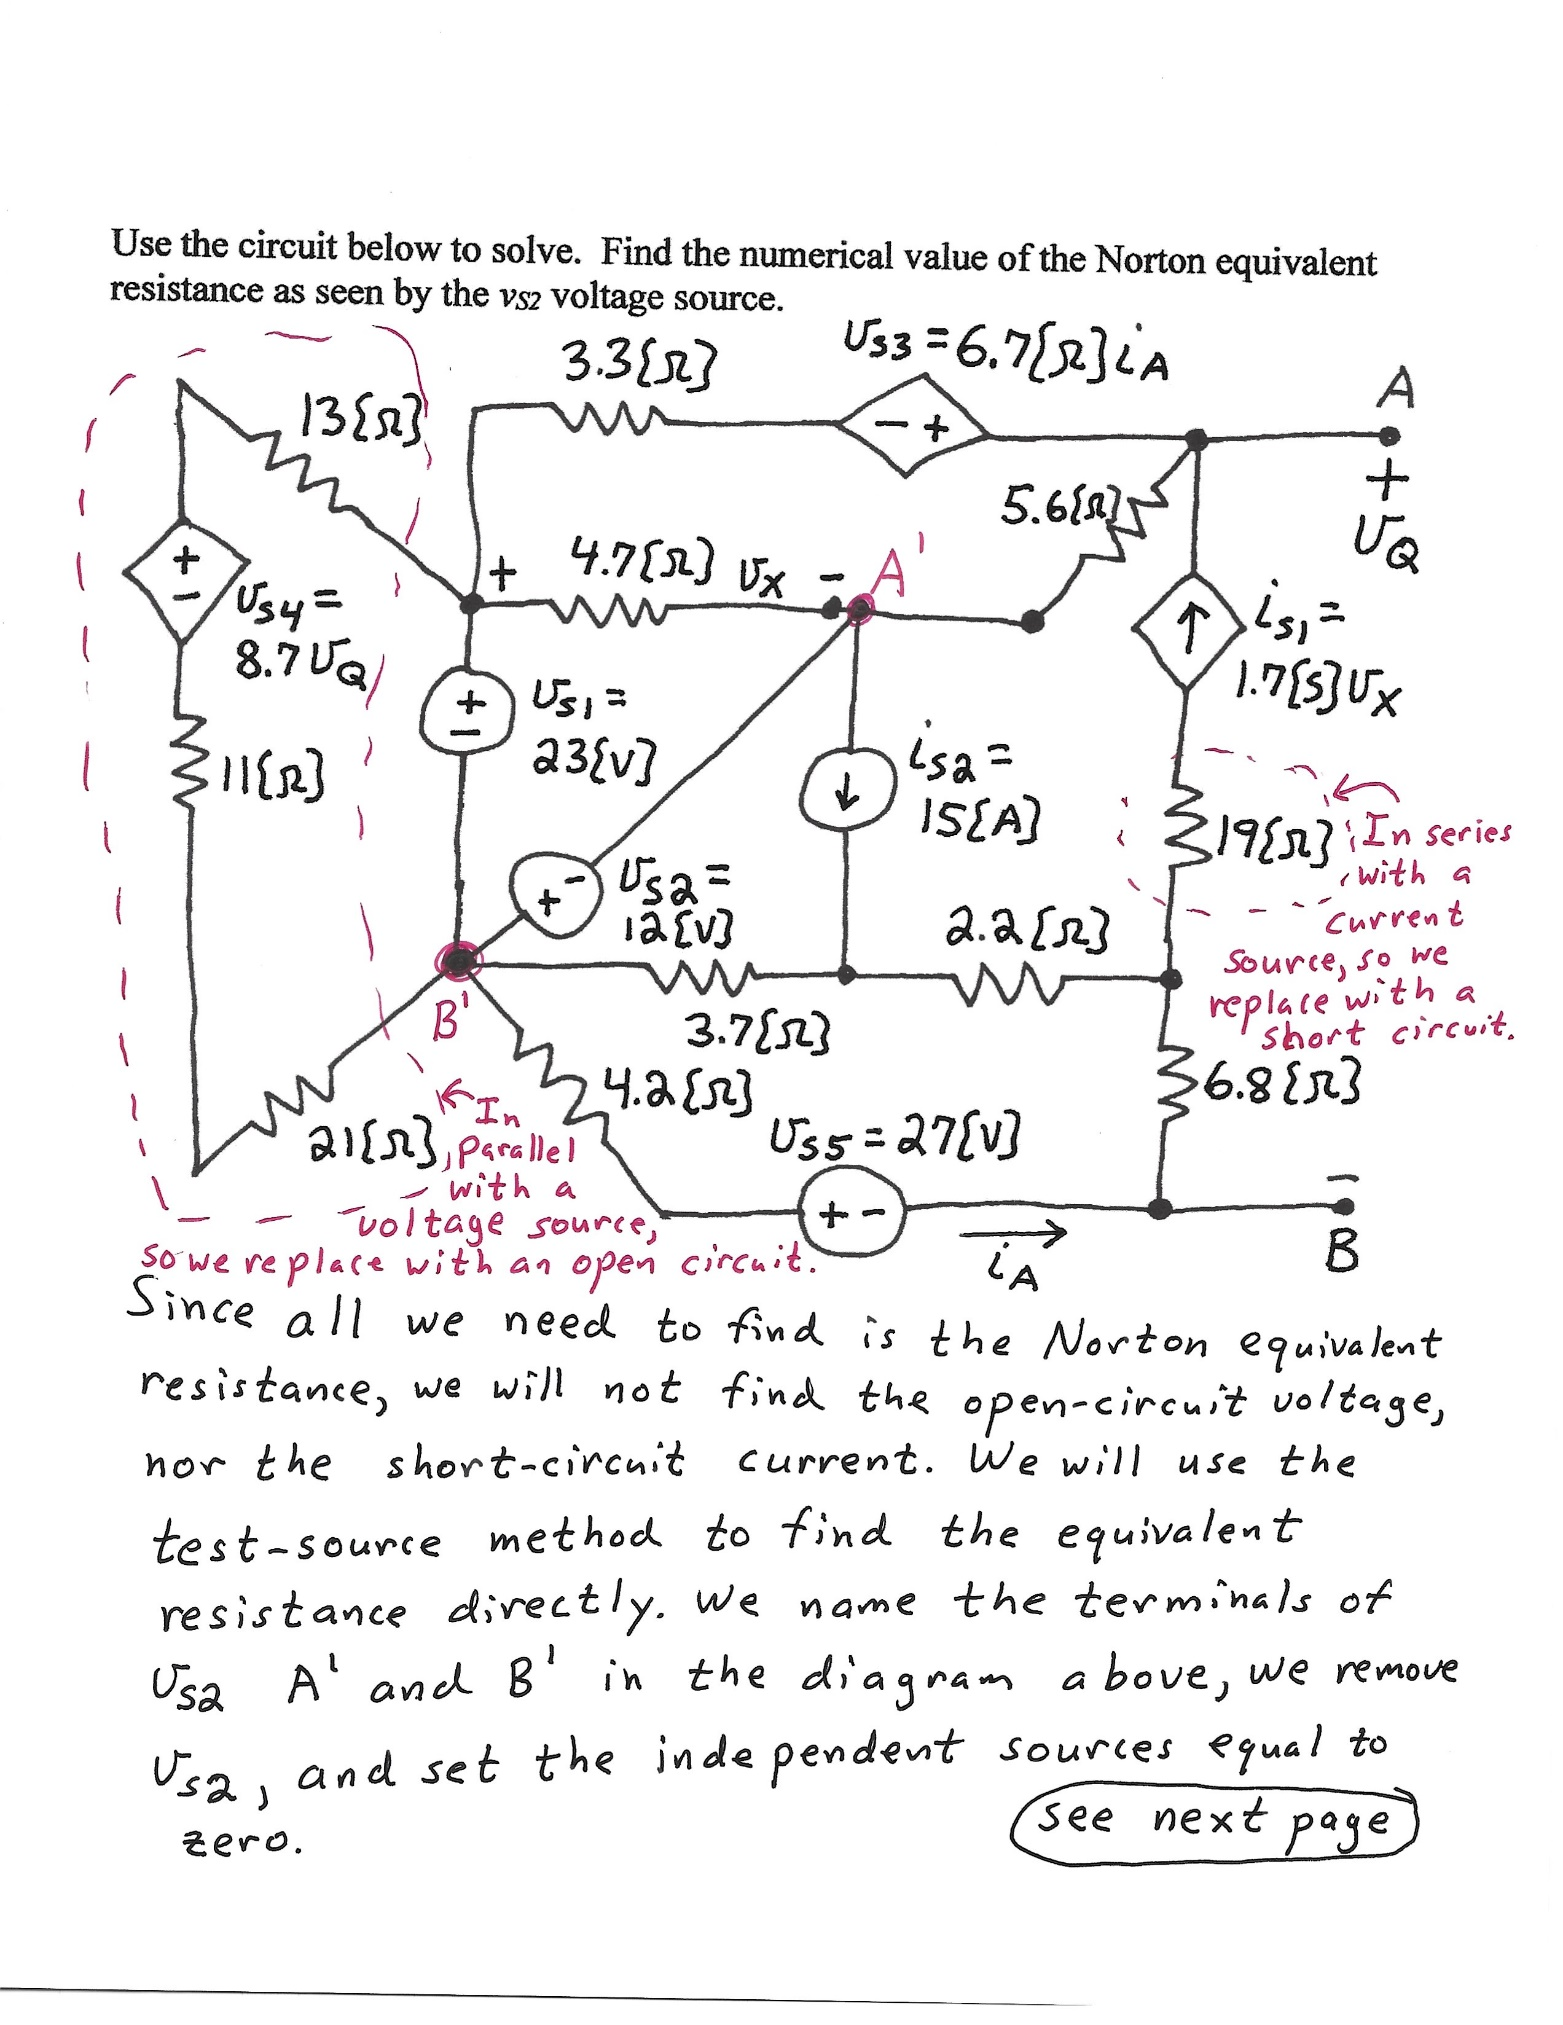 Use the circuit below to solve. Find the numerical value of the Norton equivalent
resistance as seen by the vS2 voltage source.
vS3 = 6.7[Ω]iA
3.3[Ω]
A
13[Ω]
- +
5.6[Ω]
+
vQ
+ 4.7[Ω] vX -
A'
+
-
vS4 =
8.7vQ
iS1 =
1.7[S]vX
+
-
vS1 =
23[V]
iS2 =
15[A]
11[Ω]
19[Ω]
In series
with a
current
source, so we
replace with a
short circuit.
+ -
vS2 =
12[V]
2.2[Ω]
B'
3.7[Ω]
4.2[Ω]
6.8[Ω]
21[Ω]
In
parallel
with a
voltage source,
so we replace with an open circuit.
vS5 = 27[V]
+ -
iA
-
B
Since all we need to find is the Norton equivalent
resistance, we will not find the open-circuit voltage,
nor the short-circuit current. We will use the
test-source method to find the equivalent
resistance directly. We name the terminals of
vS2 A' and B' in the diagram above, we remove
vS2, and set the independent sources equal to
zero.
see next page